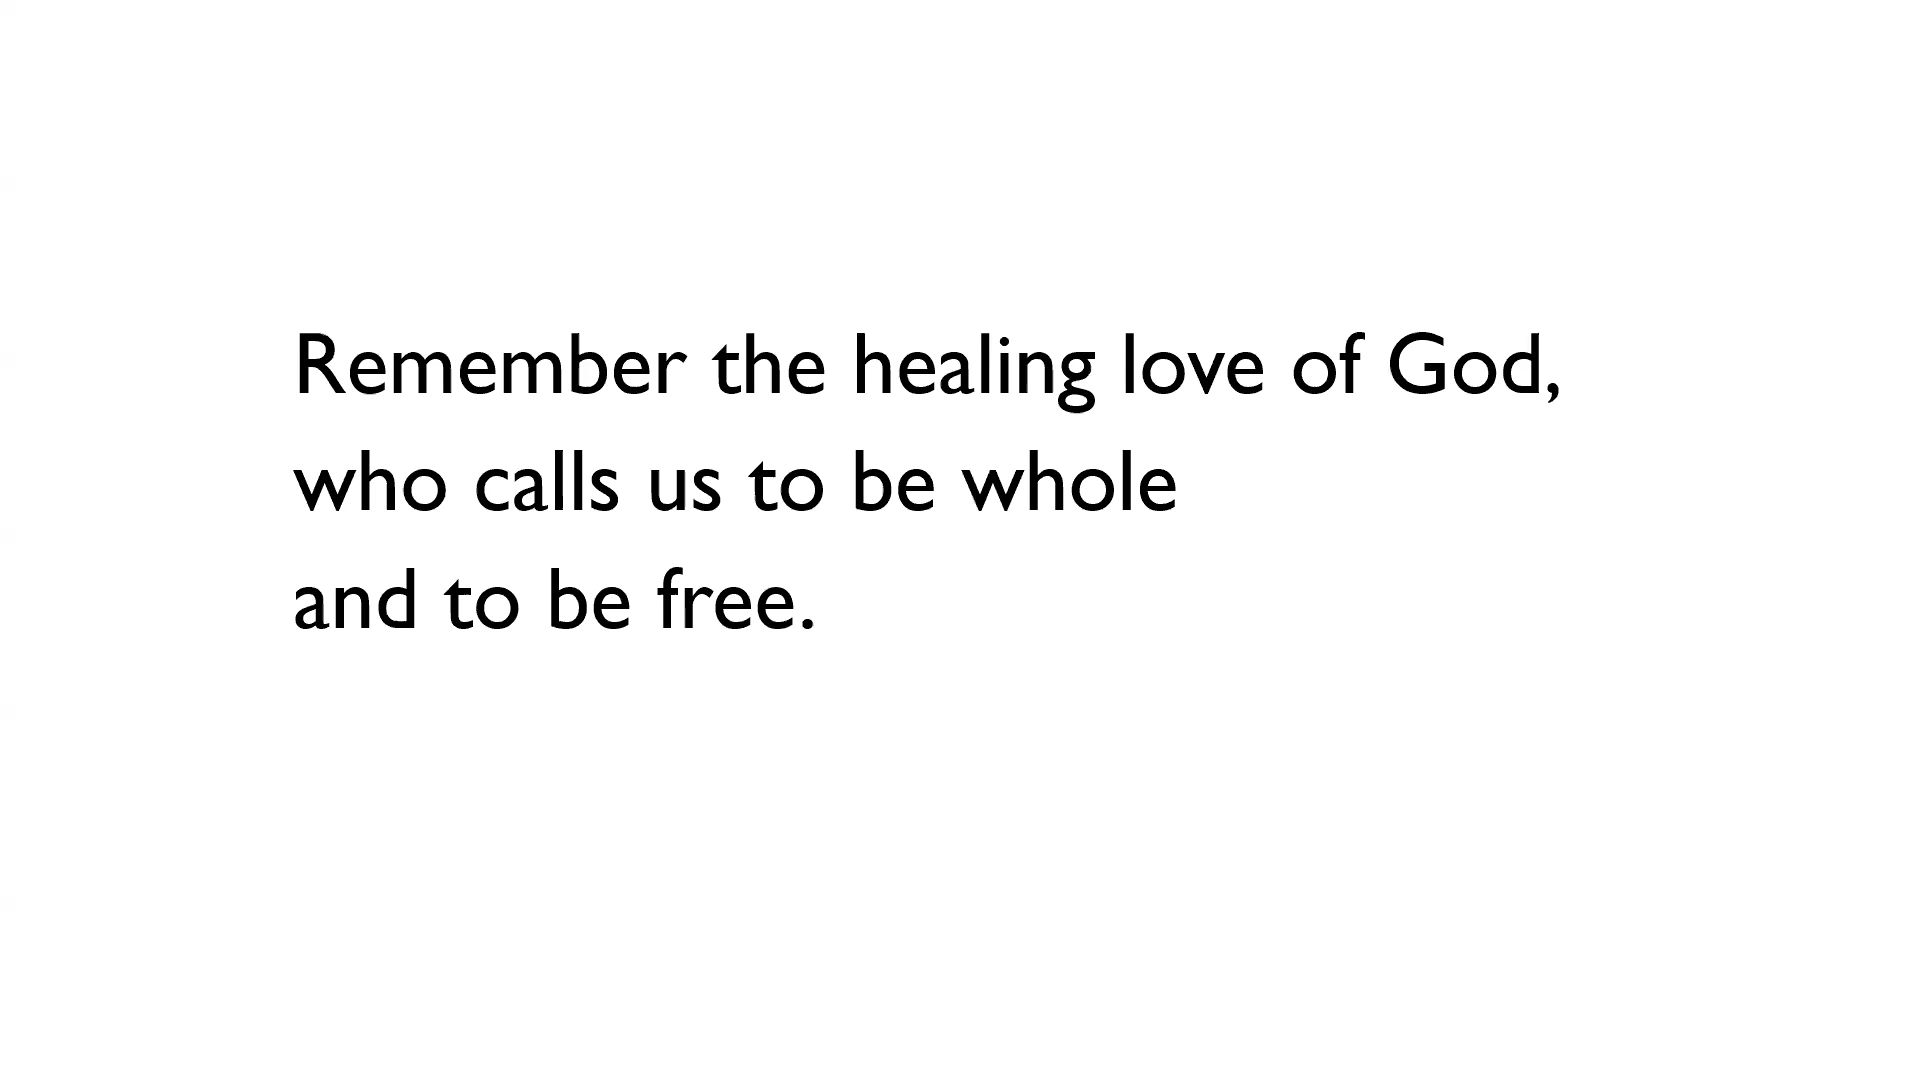 Remember the healing love of God,
who calls us to be whole
and to be free.